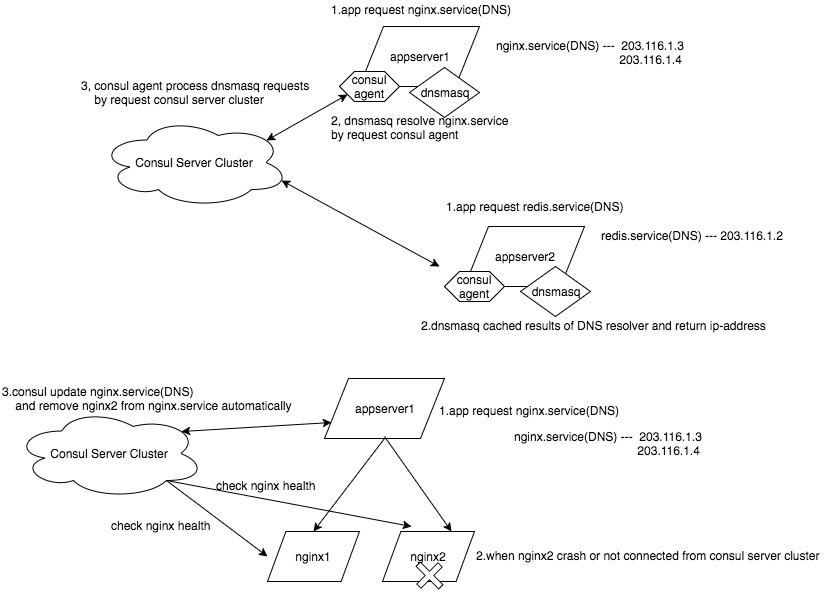 1.app request nginx.service(DNS)
nginx.service(DNS) --- 203.116.1.3
203.116.1.4
appserver1
consul
agent
dnsmasq
3, consul agent process dnsmasq requests
by request consul server cluster
2, dnsmasq resolve nginx.service
by request consul agent
Consul Server Cluster
1.app request redis.service(DNS)
redis.service(DNS) --- 203.116.1.2
appserver2
consul
agent
dnsmasq
2.dnsmasq cached results of DNS resolver and return ip-address
3.consul update nginx.service(DNS)
and remove nginx2 from nginx.service automatically
appserver1
1.app request nginx.service(DNS)
nginx.service(DNS) --- 203.116.1.3
203.116.1.4
Consul Server Cluster
check nginx health
check nginx health
nginx1
nginx2
2.when nginx2 crash or not connected from consul server cluster